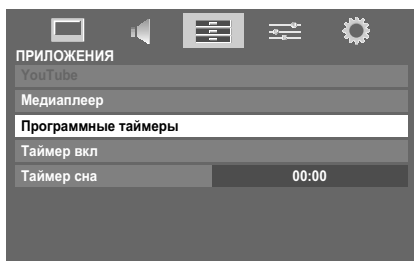 ПРИЛОЖЕНИЯ
YouTube
Медиаплеер
Программные таймеры
Таймер вкл
Таймер сна 00:00